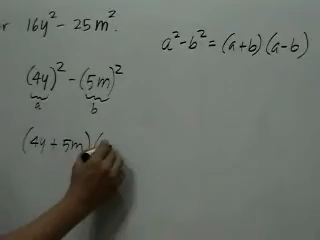 r 16y² - 25m².
a² - b² = (a+b)(a-b)
(4y)² - (5m)²
a b
(4y + 5m)(